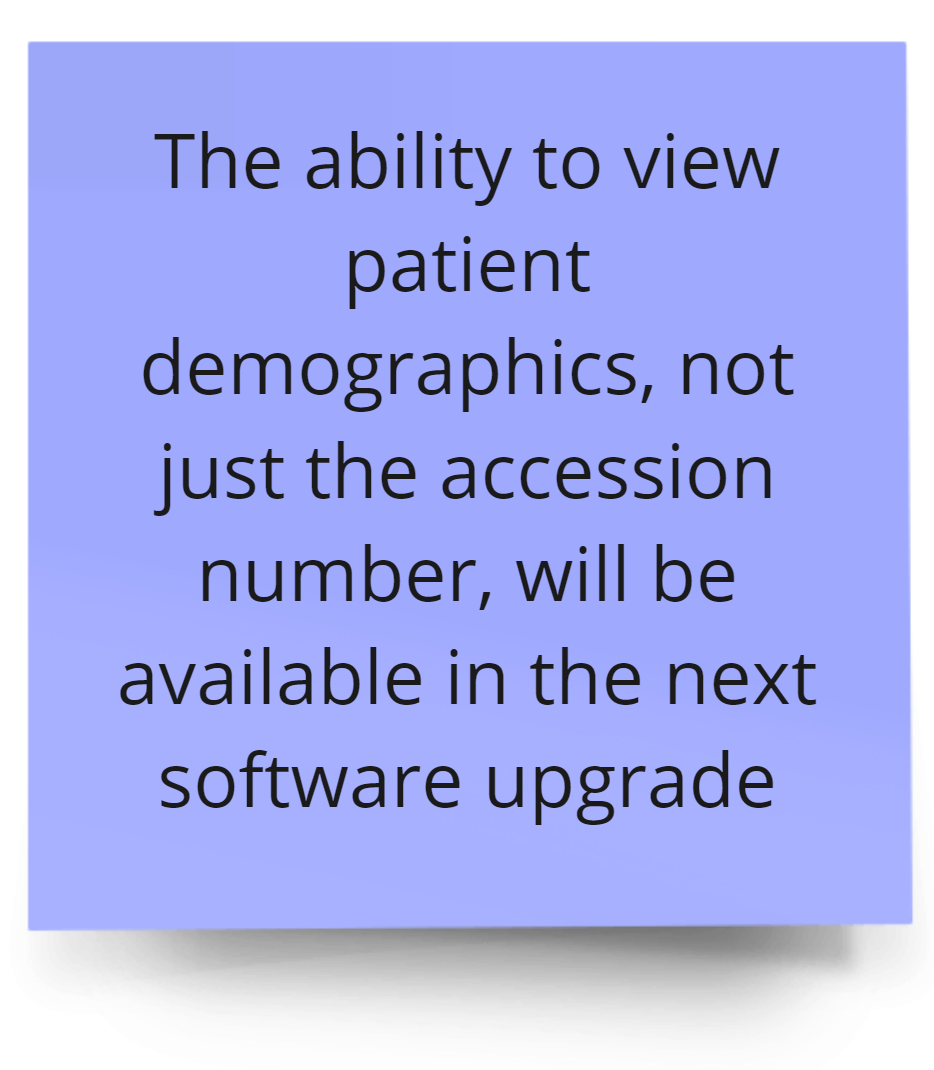 The ability to view
patient
demographics, not
just the accession
number, will be
available in the next
software upgrade